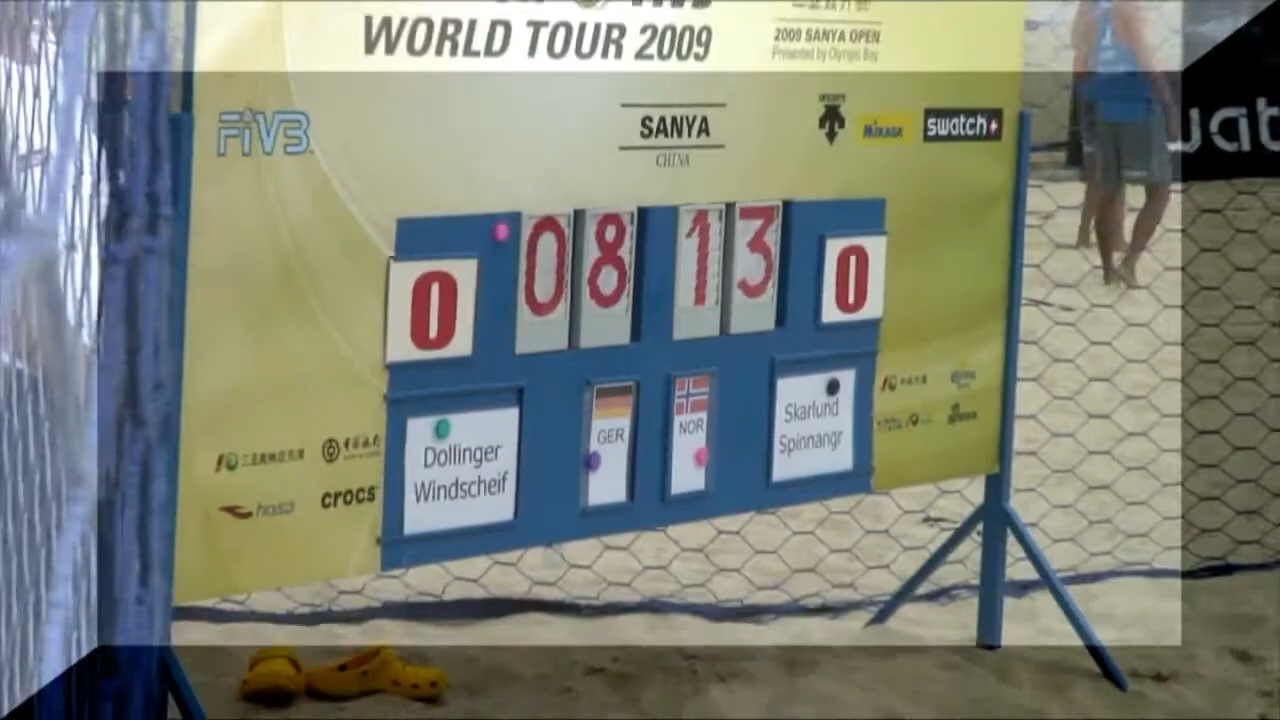 WORLD TOUR 2009
2009 SANYA OPEN
Presented by Olympic Bay
FIVB
SANYA
CHINA
MIKASA
swatch
wat
0 08 13 0
Dollinger
Windscheif
GER
NOR
Skarlund
Spinnangr
crocs